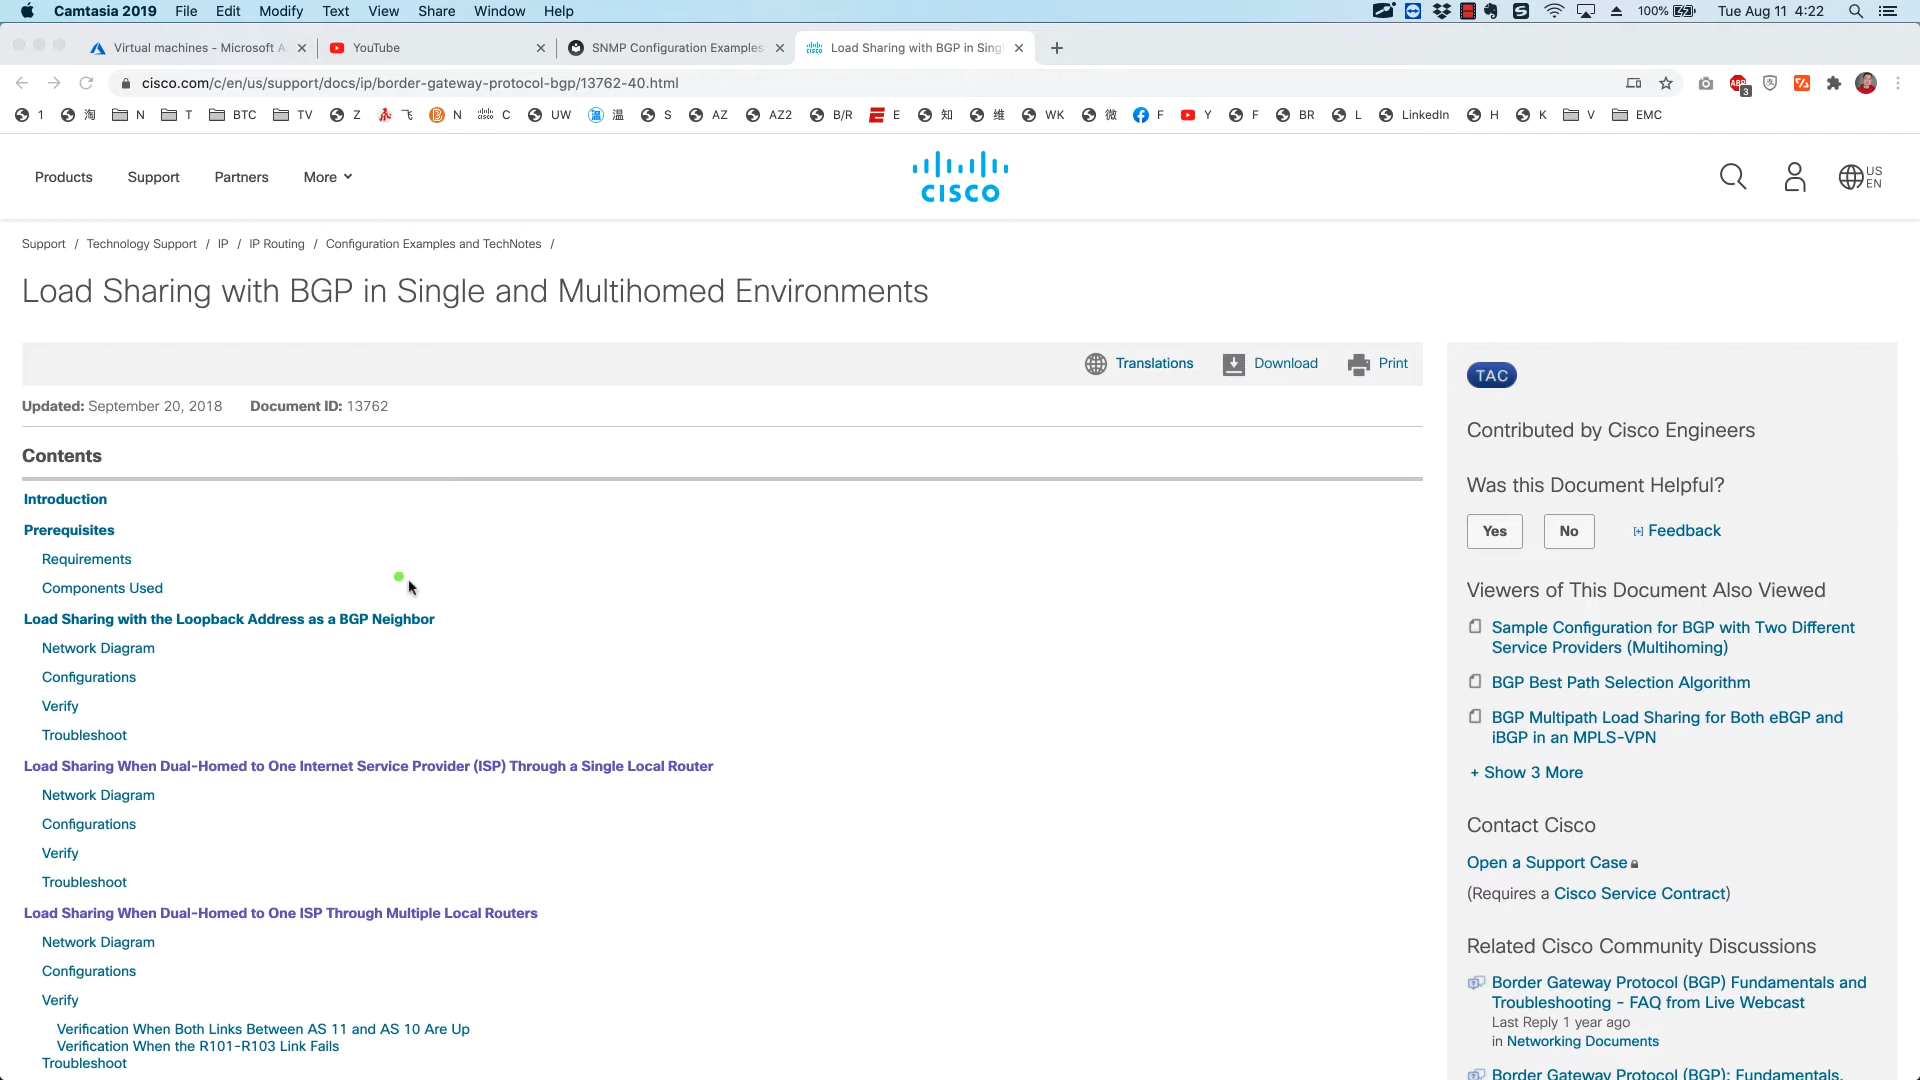 Camtasia 2019 File Edit Modify Text View Share Window Help 100% Tue Aug 11 4:22
Virtual machines - Microsoft A YouTube SNMP Configuration Examples Load Sharing with BGP in Sing
cisco.com/c/en/us/support/docs/ip/border-gateway-protocol-bgp/13762-40.html ABP 3
1 淘 N T BTC TV Z 飞 N C UW 温 S AZ AZ2 B/R E 知 维 WK 微 F Y F BR L LinkedIn H K V EMC
Products Support Partners More CISCO US EN
Support / Technology Support / IP / IP Routing / Configuration Examples and TechNotes /
Load Sharing with BGP in Single and Multihomed Environments
Translations Download Print
Updated: September 20, 2018 Document ID: 13762
Contents
Introduction
Prerequisites
Requirements
Components Used
Load Sharing with the Loopback Address as a BGP Neighbor
Network Diagram
Configurations
Verify
Troubleshoot
Load Sharing When Dual-Homed to One Internet Service Provider (ISP) Through a Single Local Router
Network Diagram
Configurations
Verify
Troubleshoot
Load Sharing When Dual-Homed to One ISP Through Multiple Local Routers
Network Diagram
Configurations
Verify
Verification When Both Links Between AS 11 and AS 10 Are Up
Verification When the R101-R103 Link Fails
Troubleshoot
TAC
Contributed by Cisco Engineers
Was this Document Helpful?
Yes No [+] Feedback
Viewers of This Document Also Viewed
Sample Configuration for BGP with Two Different
Service Providers (Multihoming)
BGP Best Path Selection Algorithm
BGP Multipath Load Sharing for Both eBGP and
iBGP in an MPLS-VPN
+ Show 3 More
Contact Cisco
Open a Support Case
(Requires a Cisco Service Contract)
Related Cisco Community Discussions
Border Gateway Protocol (BGP) Fundamentals and
Troubleshooting - FAQ from Live Webcast
Last Reply 1 year ago
in Networking Documents
Border Gateway Protocol (BGP): Fundamentals,